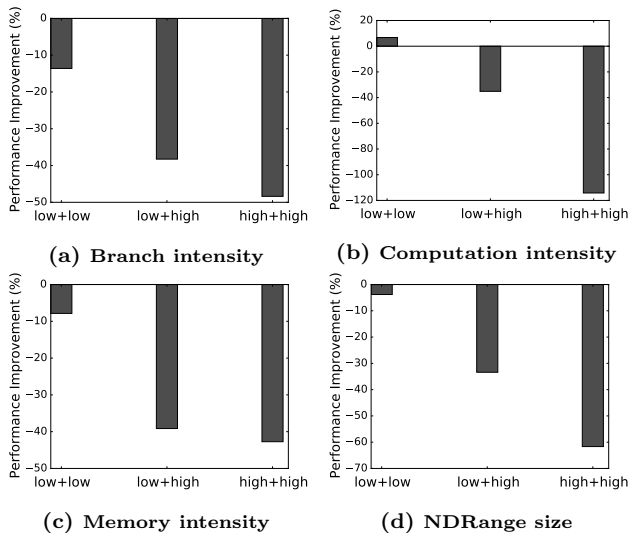 Performance Improvement (%)
0
−10
−20
−30
−40
−50
low+low low+high high+high
(a) Branch intensity
Performance Improvement (%)
20
0
−20
−40
−60
−80
−100
−120
low+low low+high high+high
(b) Computation intensity
Performance Improvement (%)
0
−10
−20
−30
−40
−50
low+low low+high high+high
(c) Memory intensity
Performance Improvement (%)
0
−10
−20
−30
−40
−50
−60
−70
low+low low+high high+high
(d) NDRange size